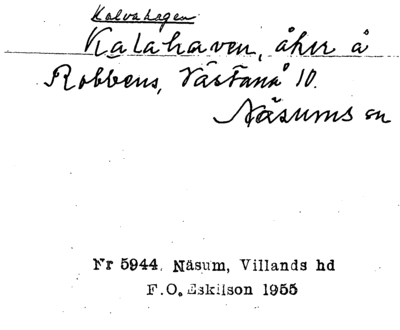 Kalvahagen
Kalahaven, åker å
Robbens, Västanå 10.
Näsums sn
Nr 5944. Näsum, Villands hd
F.O. Eskilson 1955